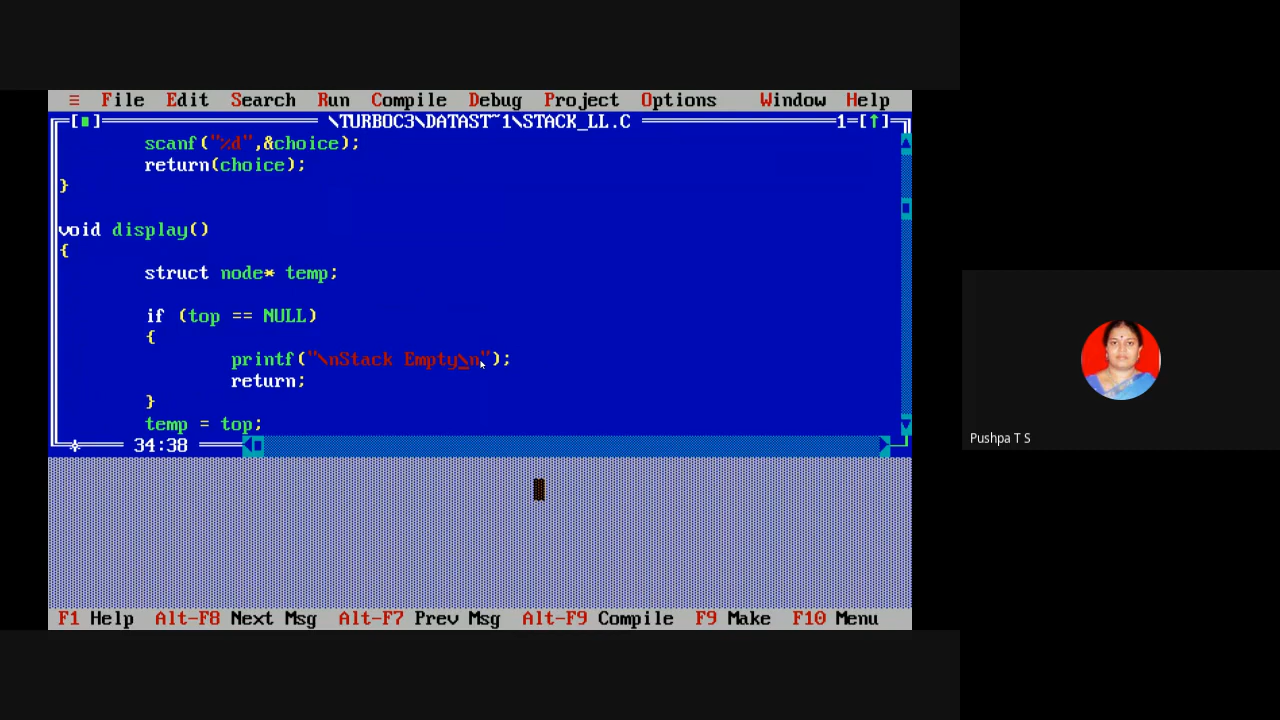 ≡ File Edit Search Run Compile Debug Project Options Window Help
[■] \TURBOC3\DATAST~1\STACK_LL.C 1=[↑]
scanf("%d",&choice);
return(choice);
}
void display()
{
struct node* temp;
if (top == NULL)
{
printf("\nStack Empty\n");
return;
}
temp = top;
34:38
F1 Help Alt-F8 Next Msg Alt-F7 Prev Msg Alt-F9 Compile F9 Make F10 Menu
Pushpa T S